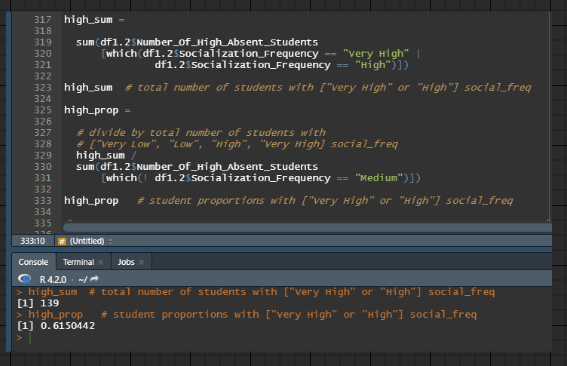 317 high_sum =
318
319 sum(df1.2$Number_Of_High_Absent_Students
320 [which(df1.2$Socialization_Frequency == "Very High" |
321 df1.2$Socialization_Frequency == "High")])
322
323 high_sum # total number of students with ["Very High" or "High"] social_freq
324
325 high_prop =
326
327 # divide by total number of students with
328 # ["Very Low", "Low", "High", "Very High] social_freq
329 high_sum /
330 sum(df1.2$Number_Of_High_Absent_Students
331 [which(! df1.2$Socialization_Frequency == "Medium")])
332
333 high_prop # student proportions with ["Very High" or "High"] social_freq
334
335
333:10 # (Untitled)
Console Terminal × Jobs ×
R 4.2.0 · ~/
> high_sum # total number of students with ["Very High" or "High"] social_freq
[1] 139
> high_prop # student proportions with ["Very High" or "High"] social_freq
[1] 0.6150442
>